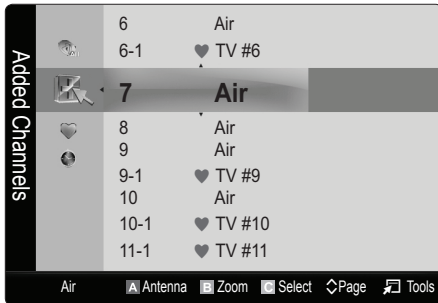 Added Channels
6 Air
6-1 ♥ TV #6
7 Air
8 Air
9 Air
9-1 ♥ TV #9
10 Air
10-1 ♥ TV #10
11-1 ♥ TV #11
Air A Antenna B Zoom C Select Page Tools